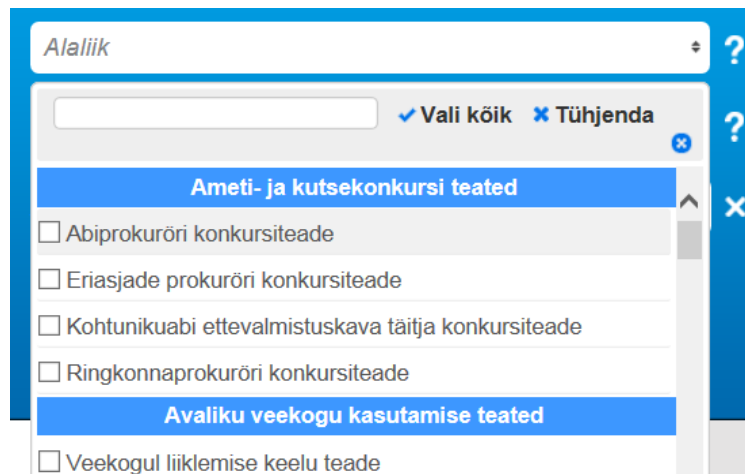 Alaliik
?
Vali kõik Tühjenda
?
Ameti- ja kutsekonkursi teated
Abiprokuröri konkursiteade
Eriasjade prokuröri konkursiteade
Kohtunikuabi ettevalmistuskava täitja konkursiteade
Ringkonnaprokuröri konkursiteade
Avaliku veekogu kasutamise teated
Veekogul liiklemise keelu teade